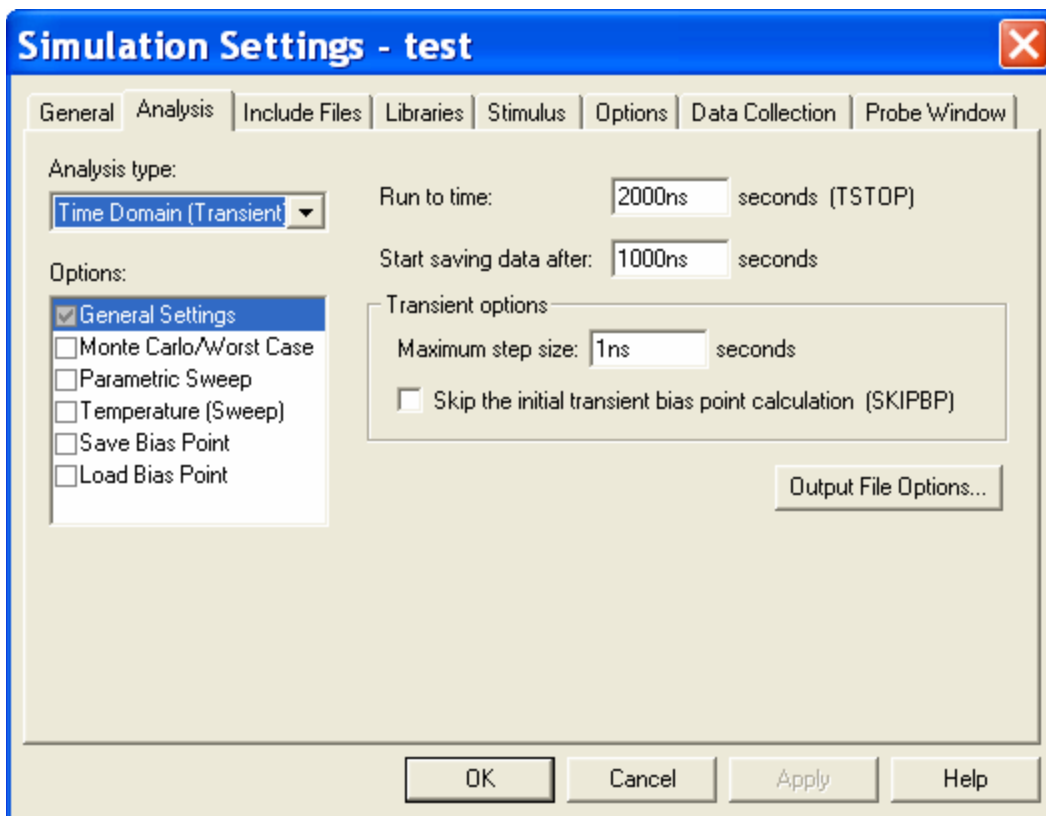 Simulation Settings - test
General Analysis Include Files Libraries Stimulus Options Data Collection Probe Window
Analysis type:
Time Domain (Transient)
Run to time: 2000ns seconds (TSTOP)
Start saving data after: 1000ns seconds
Options:
General Settings
Monte Carlo/Worst Case
Parametric Sweep
Temperature (Sweep)
Save Bias Point
Load Bias Point
Transient options
Maximum step size: 1ns seconds
Skip the initial transient bias point calculation (SKIPBP)
Output File Options...
OK Cancel Apply Help